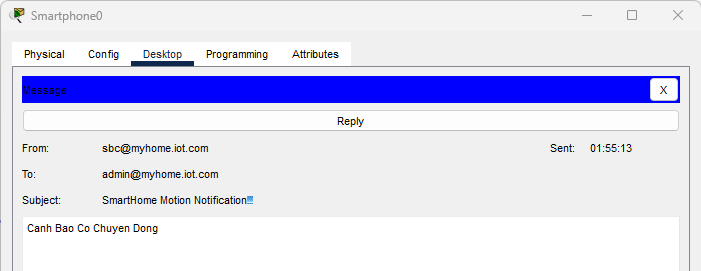 Smartphone0
Physical Config Desktop Programming Attributes
Message
X
Reply
From: sbc@myhome.iot.com Sent: 01:55:13
To: admin@myhome.iot.com
Subject: SmartHome Motion Notification
Canh Bao Co Chuyen Dong